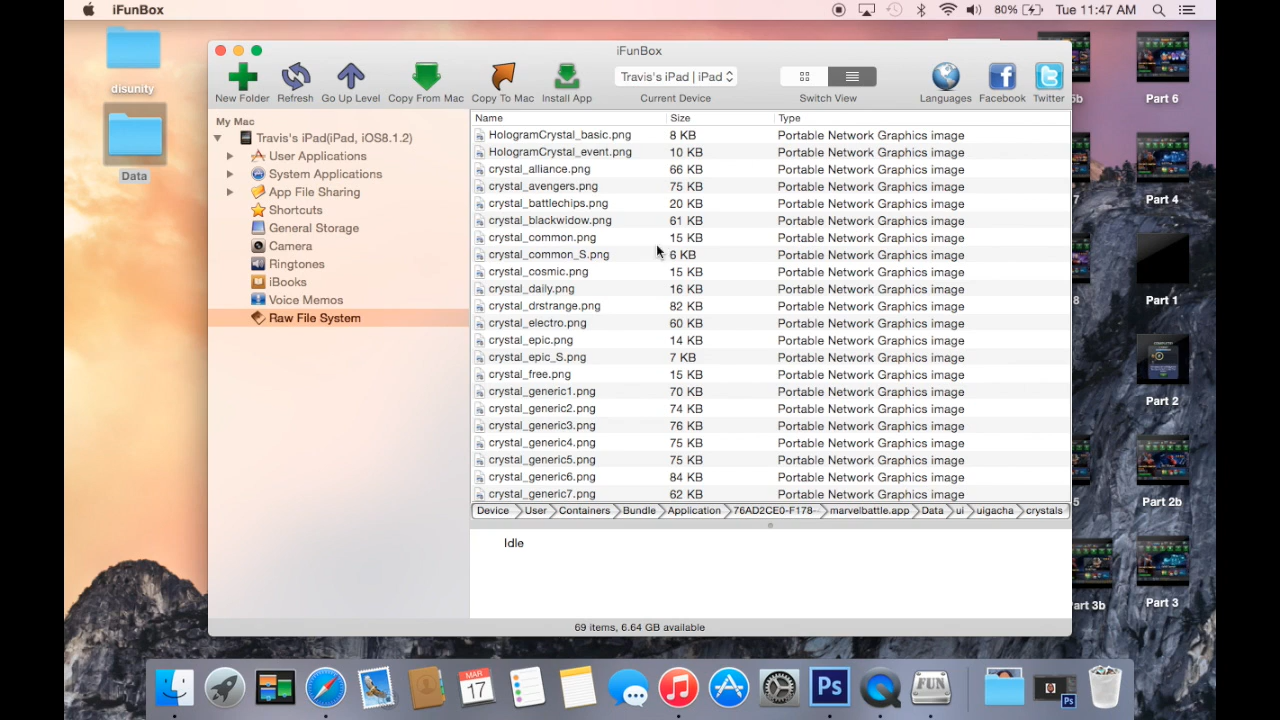 iFunBox
80%
Tue 11:47 AM
disunity
Data
iFunBox
New Folder
Refresh
Go Up Level
Copy From Mac
Copy To Mac
Install App
Travis's iPad | iPad
Current Device
Switch View
Languages
Facebook
Twitter
My Mac
Travis's iPad(iPad, iOS8.1.2)
User Applications
System Applications
App File Sharing
Shortcuts
General Storage
Camera
Ringtones
iBooks
Voice Memos
Raw File System
Name Size Type
HologramCrystal_basic.png 8 KB Portable Network Graphics image
HologramCrystal_event.png 10 KB Portable Network Graphics image
crystal_alliance.png 66 KB Portable Network Graphics image
crystal_avengers.png 75 KB Portable Network Graphics image
crystal_battlechips.png 20 KB Portable Network Graphics image
crystal_blackwidow.png 61 KB Portable Network Graphics image
crystal_common.png 15 KB Portable Network Graphics image
crystal_common_S.png 6 KB Portable Network Graphics image
crystal_cosmic.png 15 KB Portable Network Graphics image
crystal_daily.png 16 KB Portable Network Graphics image
crystal_drstrange.png 82 KB Portable Network Graphics image
crystal_electro.png 60 KB Portable Network Graphics image
crystal_epic.png 14 KB Portable Network Graphics image
crystal_epic_S.png 7 KB Portable Network Graphics image
crystal_free.png 15 KB Portable Network Graphics image
crystal_generic1.png 70 KB Portable Network Graphics image
crystal_generic2.png 74 KB Portable Network Graphics image
crystal_generic3.png 76 KB Portable Network Graphics image
crystal_generic4.png 75 KB Portable Network Graphics image
crystal_generic5.png 75 KB Portable Network Graphics image
crystal_generic6.png 84 KB Portable Network Graphics image
crystal_generic7.png 62 KB Portable Network Graphics image
Device User Containers Bundle Application 76AD2CE0-F178- marvelbattle.app Data ui uigacha crystals
Idle
69 items, 6.64 GB available
5b
Part 6
7
Part 4
8
Part 1
Part 2
5
Part 2b
art 3b
Part 3
MAR
17
Ps
FUN
Ps